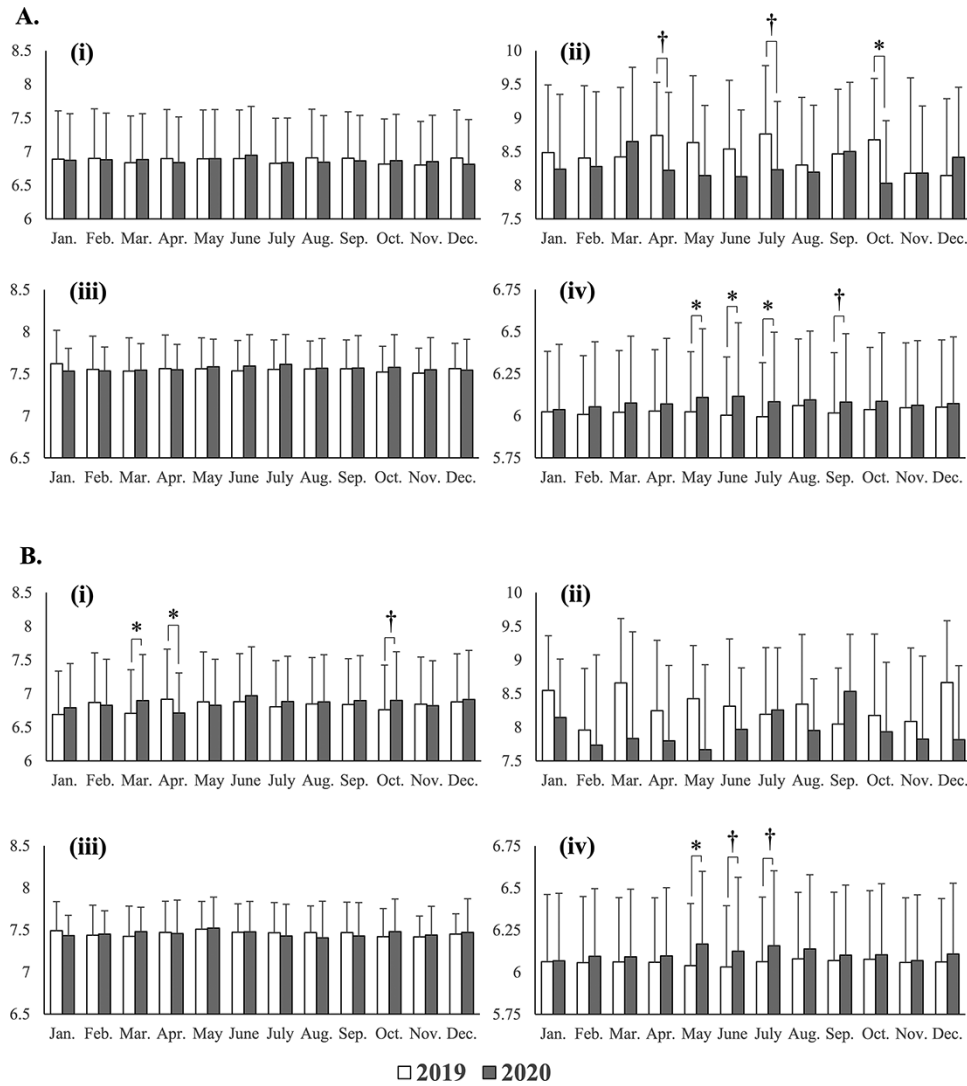 A.
(i)
8.5
8
7.5
7
6.5
6
Jan. Feb. Mar. Apr. May June July Aug. Sep. Oct. Nov. Dec.
(ii)
† † *
10
9.5
9
8.5
8
7.5
Jan. Feb. Mar. Apr. May June July Aug. Sep. Oct. Nov. Dec.
(iii)
8.5
8
7.5
7
6.5
Jan. Feb. Mar. Apr. May June July Aug. Sep. Oct. Nov. Dec.
(iv)
* * * †
6.75
6.5
6.25
6
5.75
Jan. Feb. Mar. Apr. May June July Aug. Sep. Oct. Nov. Dec.
B.
(i)
* * †
8.5
8
7.5
7
6.5
6
Jan. Feb. Mar. Apr. May June July Aug. Sep. Oct. Nov. Dec.
(ii)
10
9.5
9
8.5
8
7.5
Jan. Feb. Mar. Apr. May June July Aug. Sep. Oct. Nov. Dec.
(iii)
8.5
8
7.5
7
6.5
Jan. Feb. Mar. Apr. May June July Aug. Sep. Oct. Nov. Dec.
(iv)
* † †
6.75
6.5
6.25
6
5.75
Jan. Feb. Mar. Apr. May June July Aug. Sep. Oct. Nov. Dec.
2019 2020